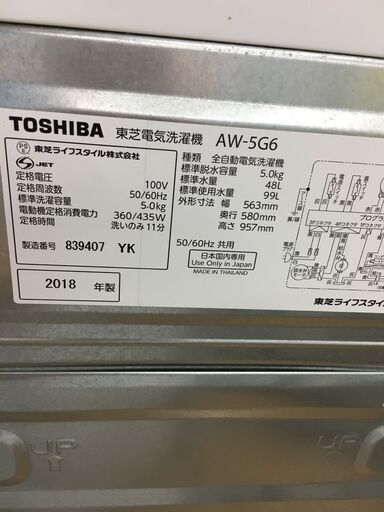 TOSHIBA 東芝電気洗濯機 AW-5G6
PS
E
JET
東芝ライフスタイル株式会社
定格電圧 100V
定格周波数 50/60Hz
標準洗濯容量 5.0kg
電動機定格消費電力 360/435W
定格時間 洗いのみ 11分
製造番号 839407 YK
2018 年製
種類 全自動電気洗濯機
標準脱水容量 5.0kg
標準水量 48L
標準使用水量 99L
外形寸法 幅 563mm
奥行 580mm
高さ 957mm
50/60Hz 共用
日本国内専用
Use Only in Japan
MADE IN THAILAND
プログラ
東芝ライフスタイル
UP
UP